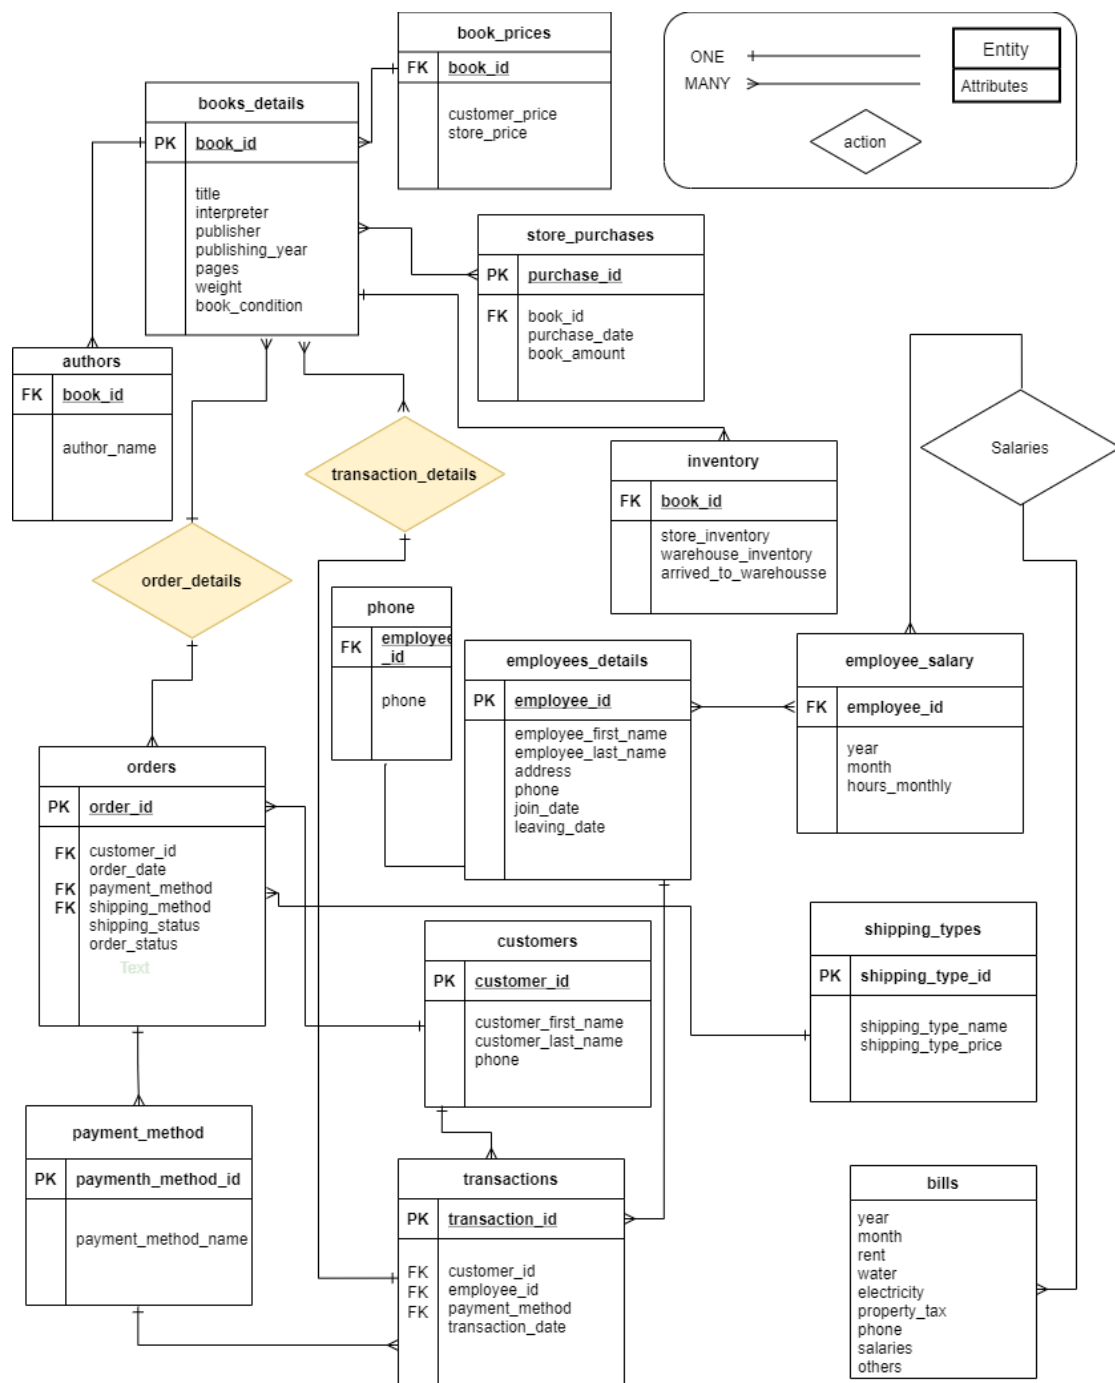 book_prices
FK book_id
customer_price
store_price
ONE
MANY
Entity
Attributes
action
books_details
PK book_id
title
interpreter
publisher
publishing_year
pages
weight
book_condition
store_purchases
PK purchase_id
FK book_id
purchase_date
book_amount
authors
FK book_id
author_name
transaction_details
inventory
FK book_id
store_inventory
warehouse_inventory
arrived_to_warehousse
Salaries
order_details
phone
FK employee
_id
phone
employees_details
PK employee_id
employee_first_name
employee_last_name
address
phone
join_date
leaving_date
employee_salary
FK employee_id
year
month
hours_monthly
orders
PK order_id
FK customer_id
order_date
FK payment_method
FK shipping_method
shipping_status
order_status
Text
customers
PK customer_id
customer_first_name
customer_last_name
phone
shipping_types
PK shipping_type_id
shipping_type_name
shipping_type_price
payment_method
PK paymenth_method_id
payment_method_name
transactions
PK transaction_id
FK customer_id
FK employee_id
FK payment_method
transaction_date
bills
year
month
rent
water
electricity
property_tax
phone
salaries
others